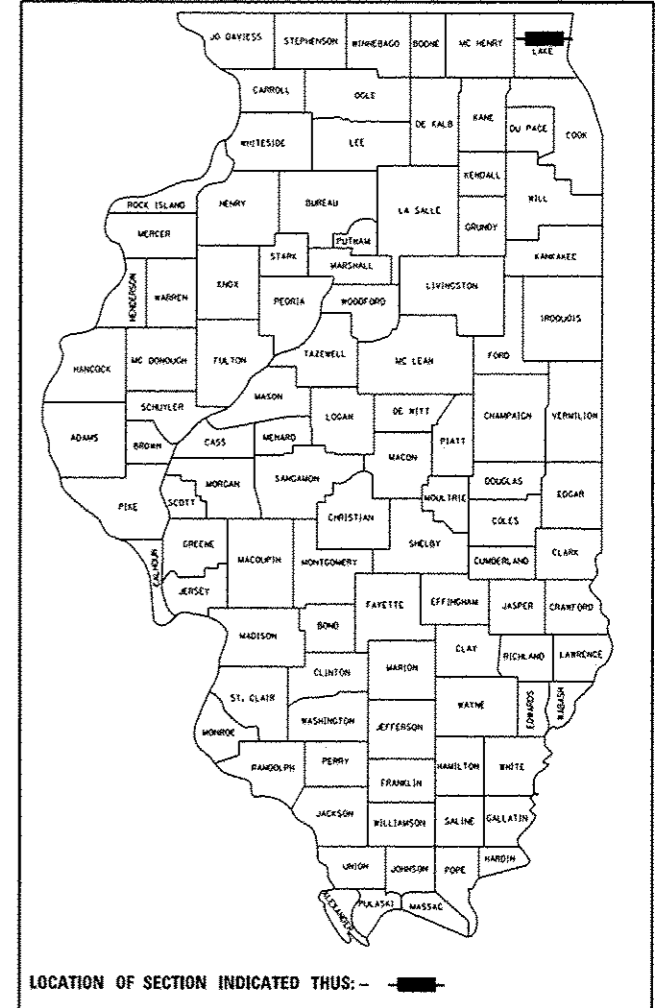 JO DAVIESS STEPHENSON WINNEBAGO BOONE MC HENRY LAKE
CARROLL OGLE DE KALB KANE DU PAGE COOK
WHITESIDE LEE KENDALL WILL
ROCK ISLAND HENRY BUREAU LA SALLE GRUNDY
MERCER STARK PUTNAM MARSHALL KANKAKEE
HENDERSON WARREN KNOX PEORIA WOODFORD LIVINGSTON IROQUOIS
HANCOCK MC DONOUGH FULTON TAZEWELL MC LEAN FORD
SCHUYLER MASON LOGAN DE WITT CHAMPAIGN VERMILION
ADAMS BROWN CASS MENARD MACON PIATT
PIKE SCOTT MORGAN SANGAMON CHRISTIAN MOULTRIE DOUGLAS EDGAR
COLES
CALHOUN GREENE MACOUPIN MONTGOMERY SHELBY CUMBERLAND CLARK
JERSEY FAYETTE EFFINGHAM JASPER CRAWFORD
MADISON BOND CLAY RICHLAND LAWRENCE
CLINTON MARION
ST. CLAIR WASHINGTON WAYNE EDWARDS WABASH
MONROE JEFFERSON
RANDOLPH PERRY HAMILTON WHITE
FRANKLIN
JACKSON WILLIAMSON SALINE GALLATIN
UNION JOHNSON POPE HARDIN
ALEXANDER PULASKI MASSAC
LOCATION OF SECTION INDICATED THUS: -